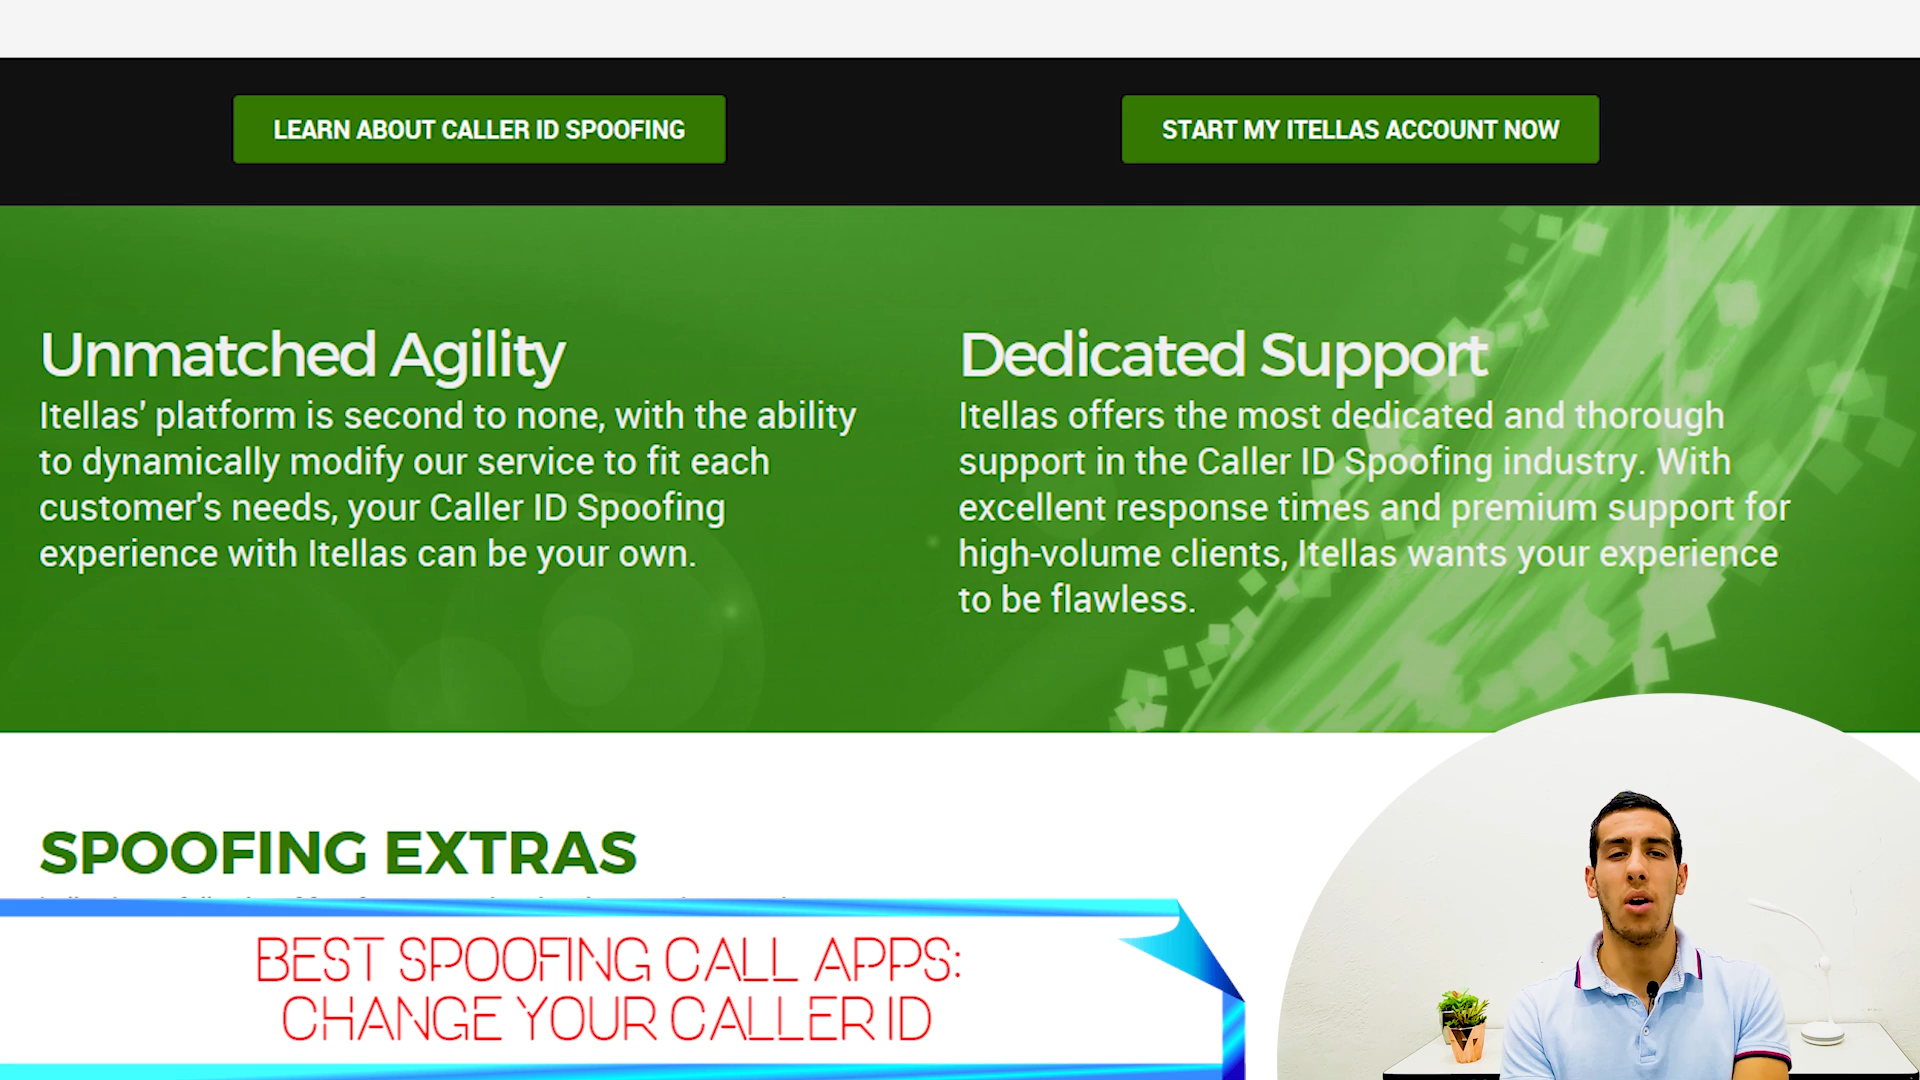 LEARN ABOUT CALLER ID SPOOFING
START MY ITELLAS ACCOUNT NOW
Unmatched Agility
Itellas' platform is second to none, with the ability
to dynamically modify our service to fit each
customer's needs, your Caller ID Spoofing
experience with Itellas can be your own.
Dedicated Support
Itellas offers the most dedicated and thorough
support in the Caller ID Spoofing industry. With
excellent response times and premium support for
high-volume clients, Itellas wants your experience
to be flawless.
SPOOFING EXTRAS
BEST SPOOFING CALL APPS:
CHANGE YOUR CALLER ID